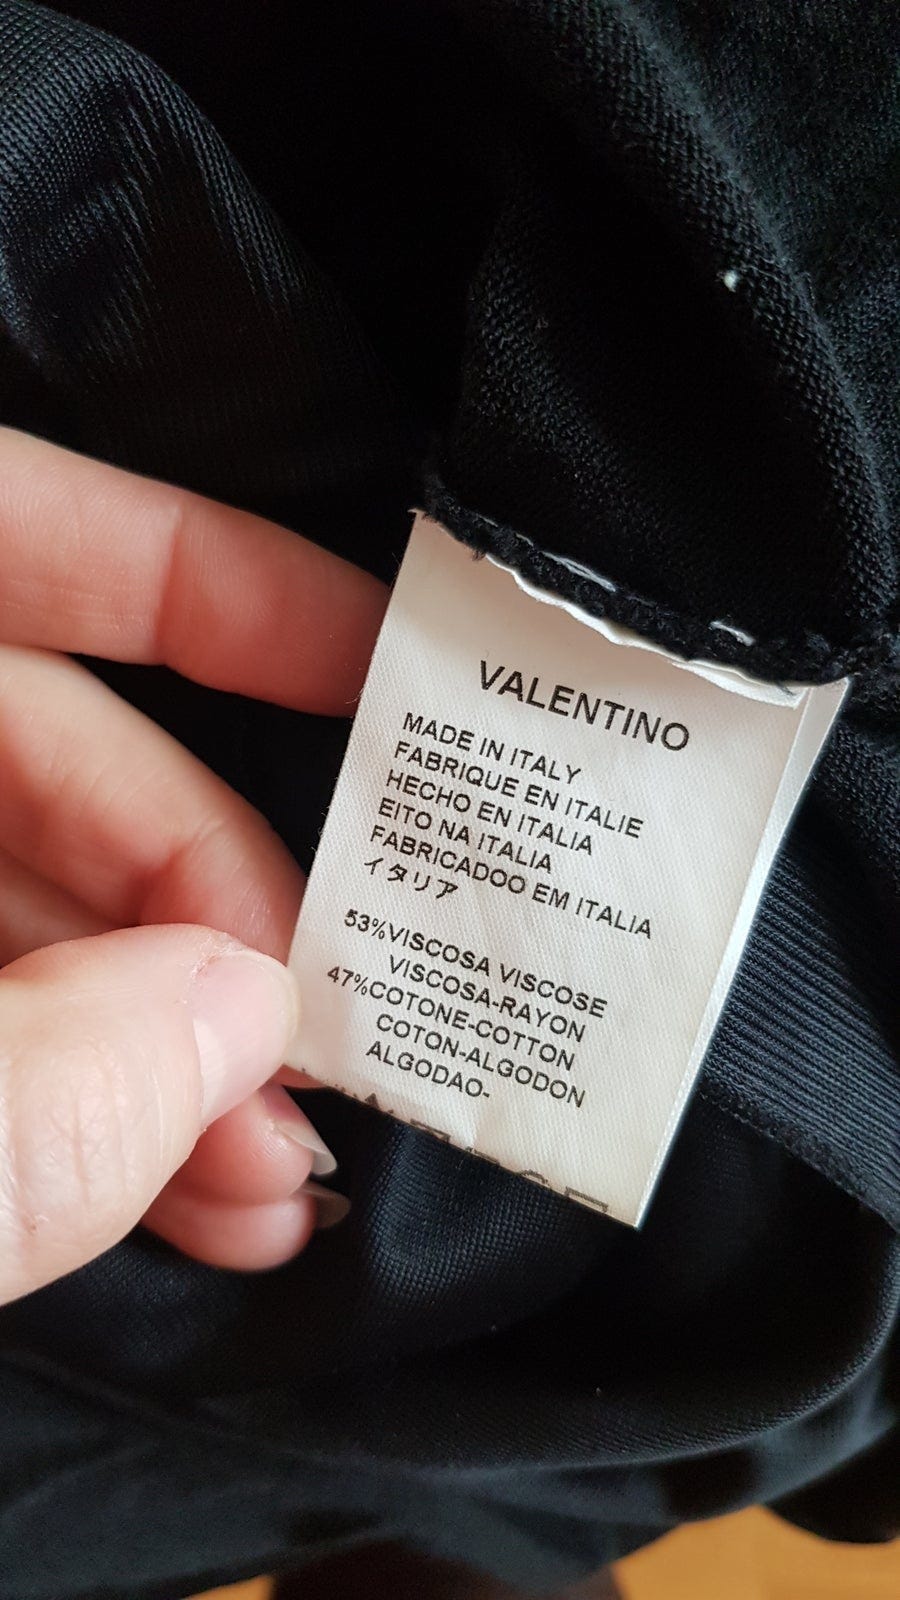 VALENTINO
MADE IN ITALY
FABRIQUE EN ITALIE
HECHO EN ITALIA
EITO NA ITALIA
FABRICADOO EM ITALIA
イタリア
53%VISCOSA VISCOSE
VISCOSA-RAYON
47%COTONE-COTTON
COTON-ALGODON
ALGODAO-